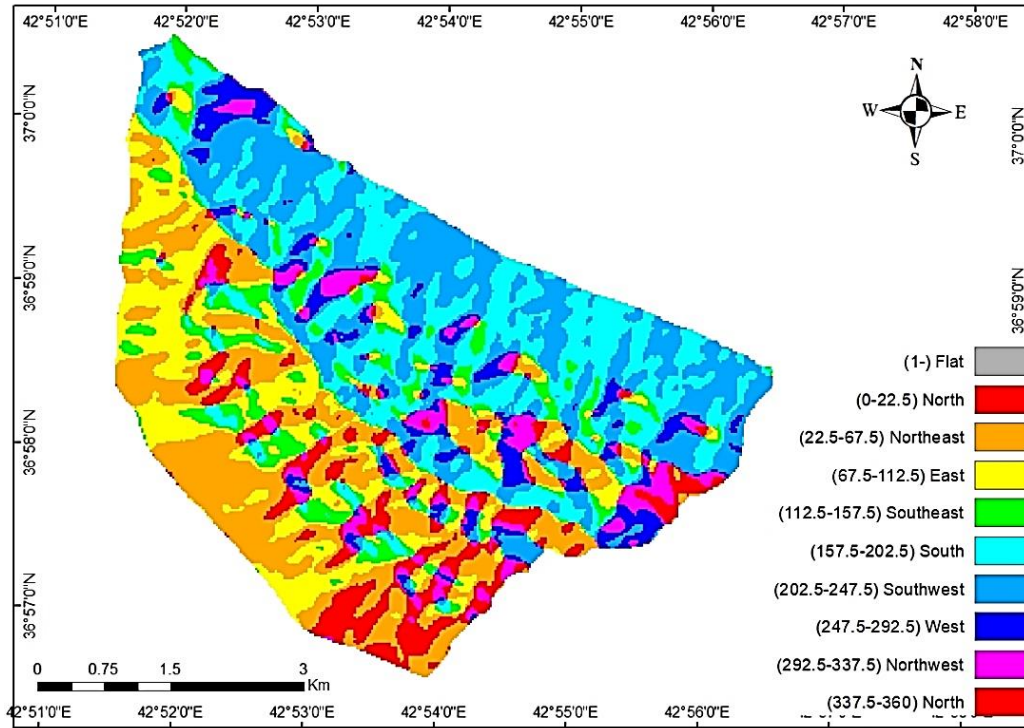 42°51'0"E 42°52'0"E 42°53'0"E 42°54'0"E 42°55'0"E 42°56'0"E 42°57'0"E 42°58'0"E
N
W E
S
37°0'0"N
36°59'0"N
36°58'0"N
36°57'0"N
37°0'0"N
36°59'0"N
(1-) Flat
(0-22.5) North
(22.5-67.5) Northeast
(67.5-112.5) East
(112.5-157.5) Southeast
(157.5-202.5) South
(202.5-247.5) Southwest
(247.5-292.5) West
(292.5-337.5) Northwest
(337.5-360) North
0 0.75 1.5 3
Km
42°51'0"E 42°52'0"E 42°53'0"E 42°54'0"E 42°55'0"E 42°56'0"E